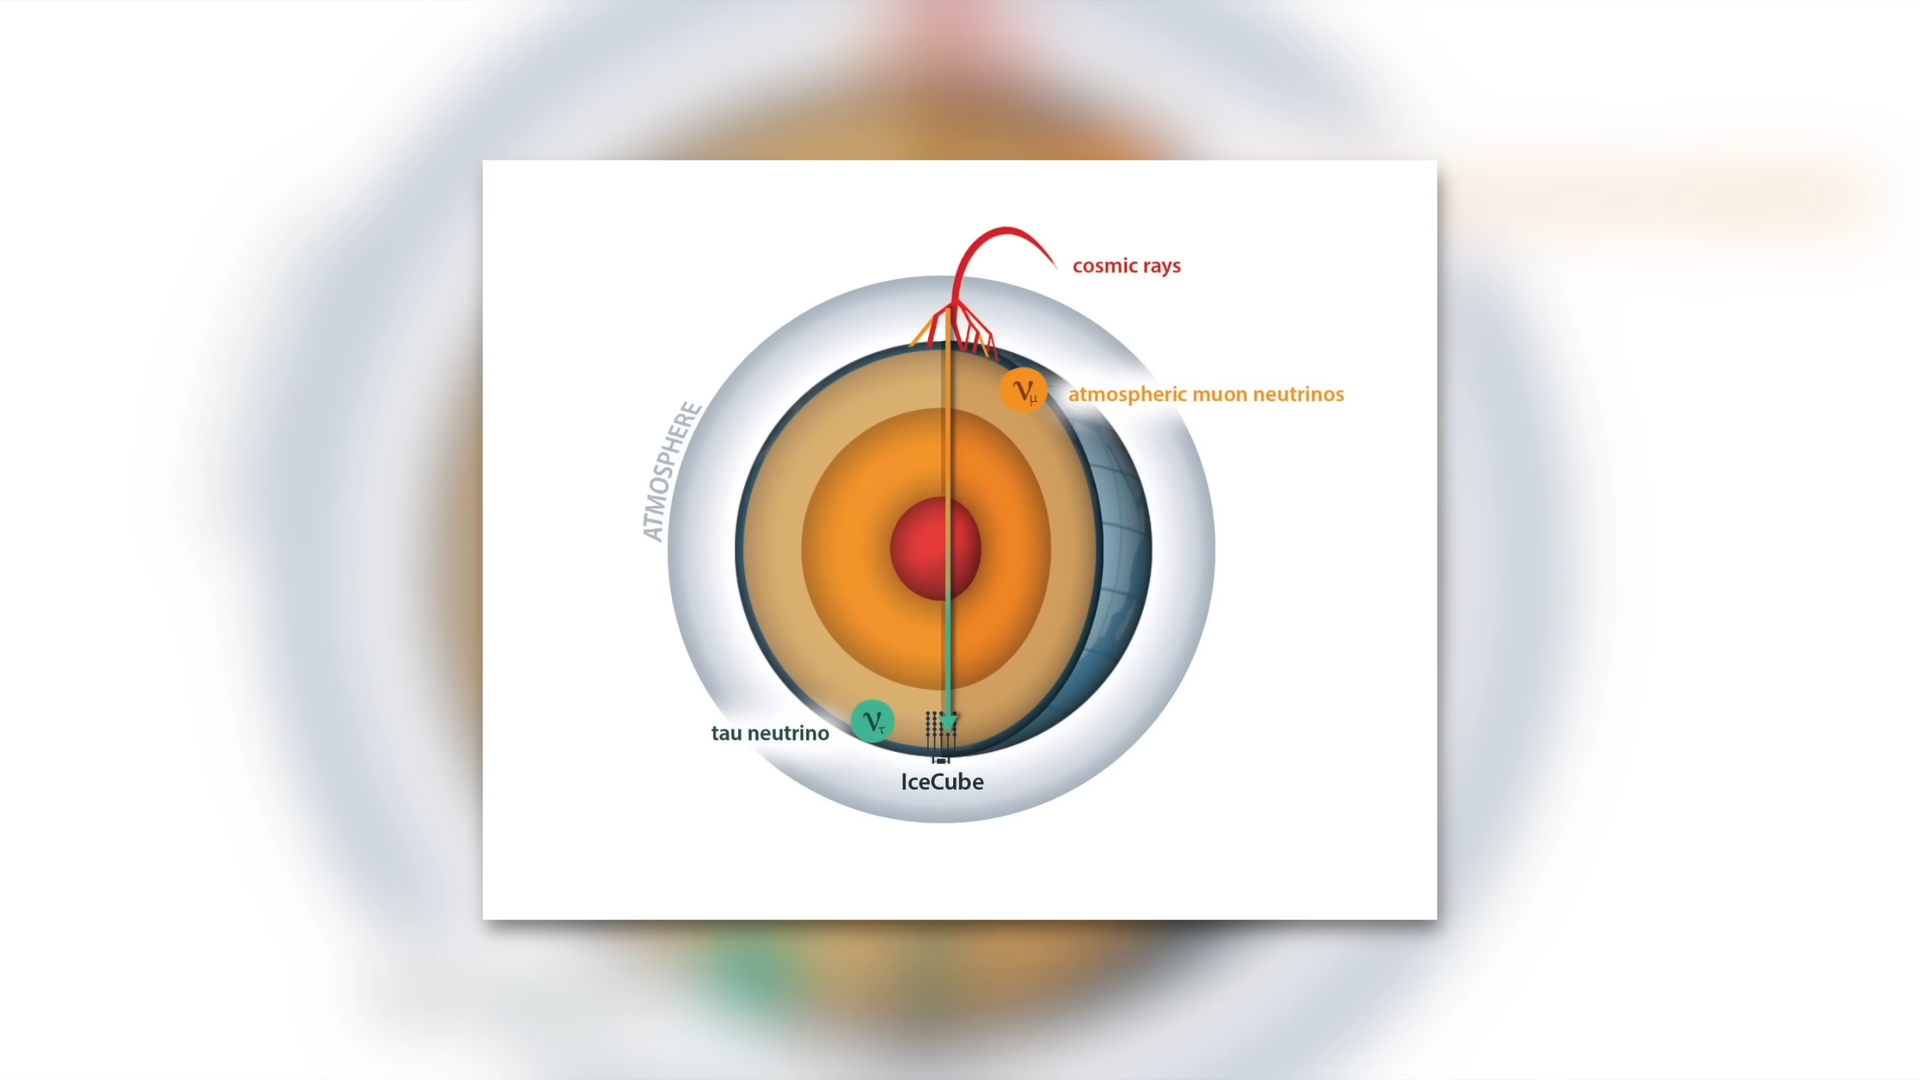 cosmic rays
ν
μ
atmospheric muon neutrinos
ATMOSPHERE
ν
τ
tau neutrino
IceCube